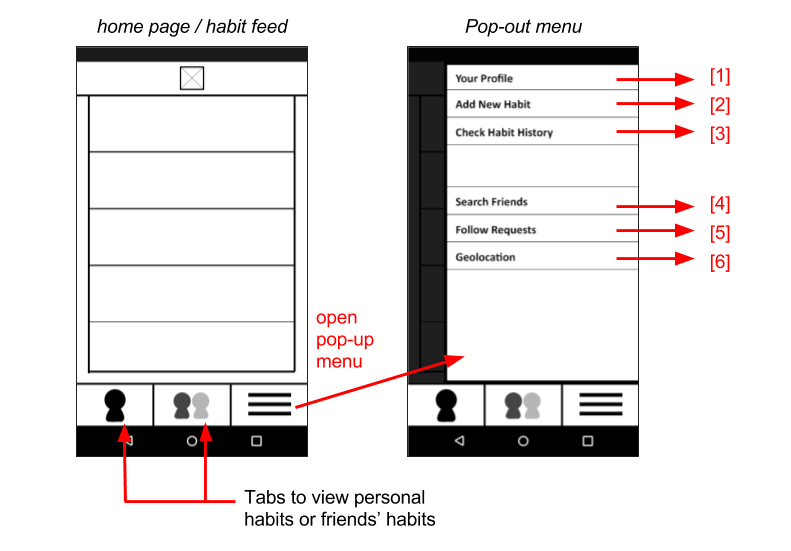 home page / habit feed
Pop-out menu
Your Profile
[1]
Add New Habit
[2]
Check Habit History
[3]
Search Friends
[4]
Follow Requests
[5]
Geolocation
[6]
open
pop-up
menu
Tabs to view personal
habits or friends’ habits